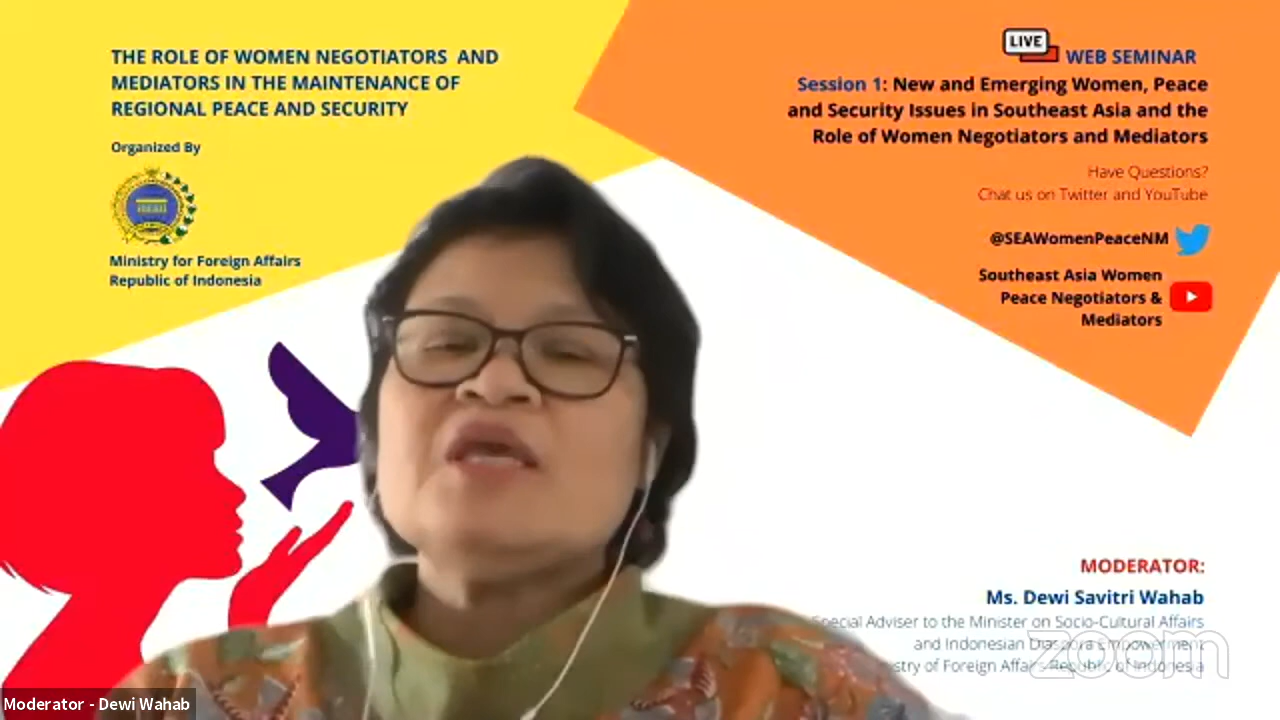 THE ROLE OF WOMEN NEGOTIATORS AND
MEDIATORS IN THE MAINTENANCE OF
REGIONAL PEACE AND SECURITY
Organized By
Ministry for Foreign Affairs
Republic of Indonesia
LIVE
WEB SEMINAR
Session 1: New and Emerging Women, Peace
and Security Issues in Southeast Asia and the
Role of Women Negotiators and Mediators
Have Questions?
Chat us on Twitter and YouTube
@SEAWomenPeaceNM
Southeast Asia Women
Peace Negotiators &
Mediators
MODERATOR:
Ms. Dewi Savitri Wahab
Special Adviser to the Minister on Socio-Cultural Affairs
and Indonesian Diaspora Empowerment
of Foreign Affairs Republic of Indonesia
zoom
Moderator - Dewi Wahab